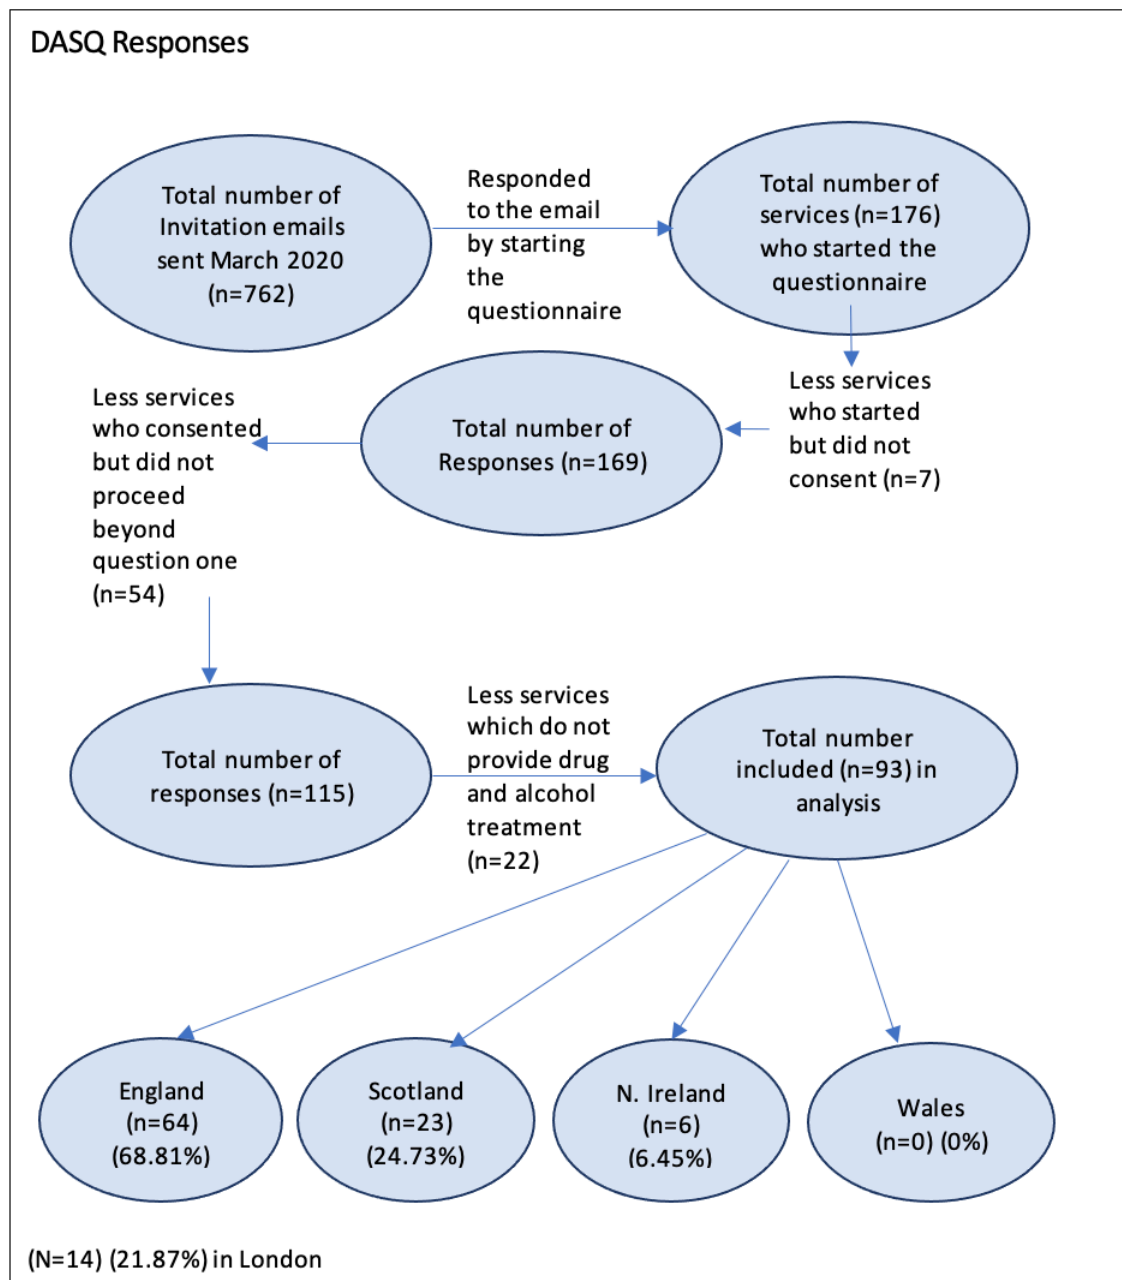 DASQ Responses
Total number of
Invitation emails
sent March 2020
(n=762)
Responded
to the email
by starting
the
questionnaire
Total number of
services (n=176)
who started the
questionnaire
Less services
who started
but did not
consent (n=7)
Total number of
Responses (n=169)
Less services
who consented
but did not
proceed
beyond
question one
(n=54)
Total number of
responses (n=115)
Less services
which do not
provide drug
and alcohol
treatment
(n=22)
Total number
included (n=93) in
analysis
England
(n=64)
(68.81%)
Scotland
(n=23)
(24.73%)
N. Ireland
(n=6)
(6.45%)
Wales
(n=0) (0%)
(N=14) (21.87%) in London